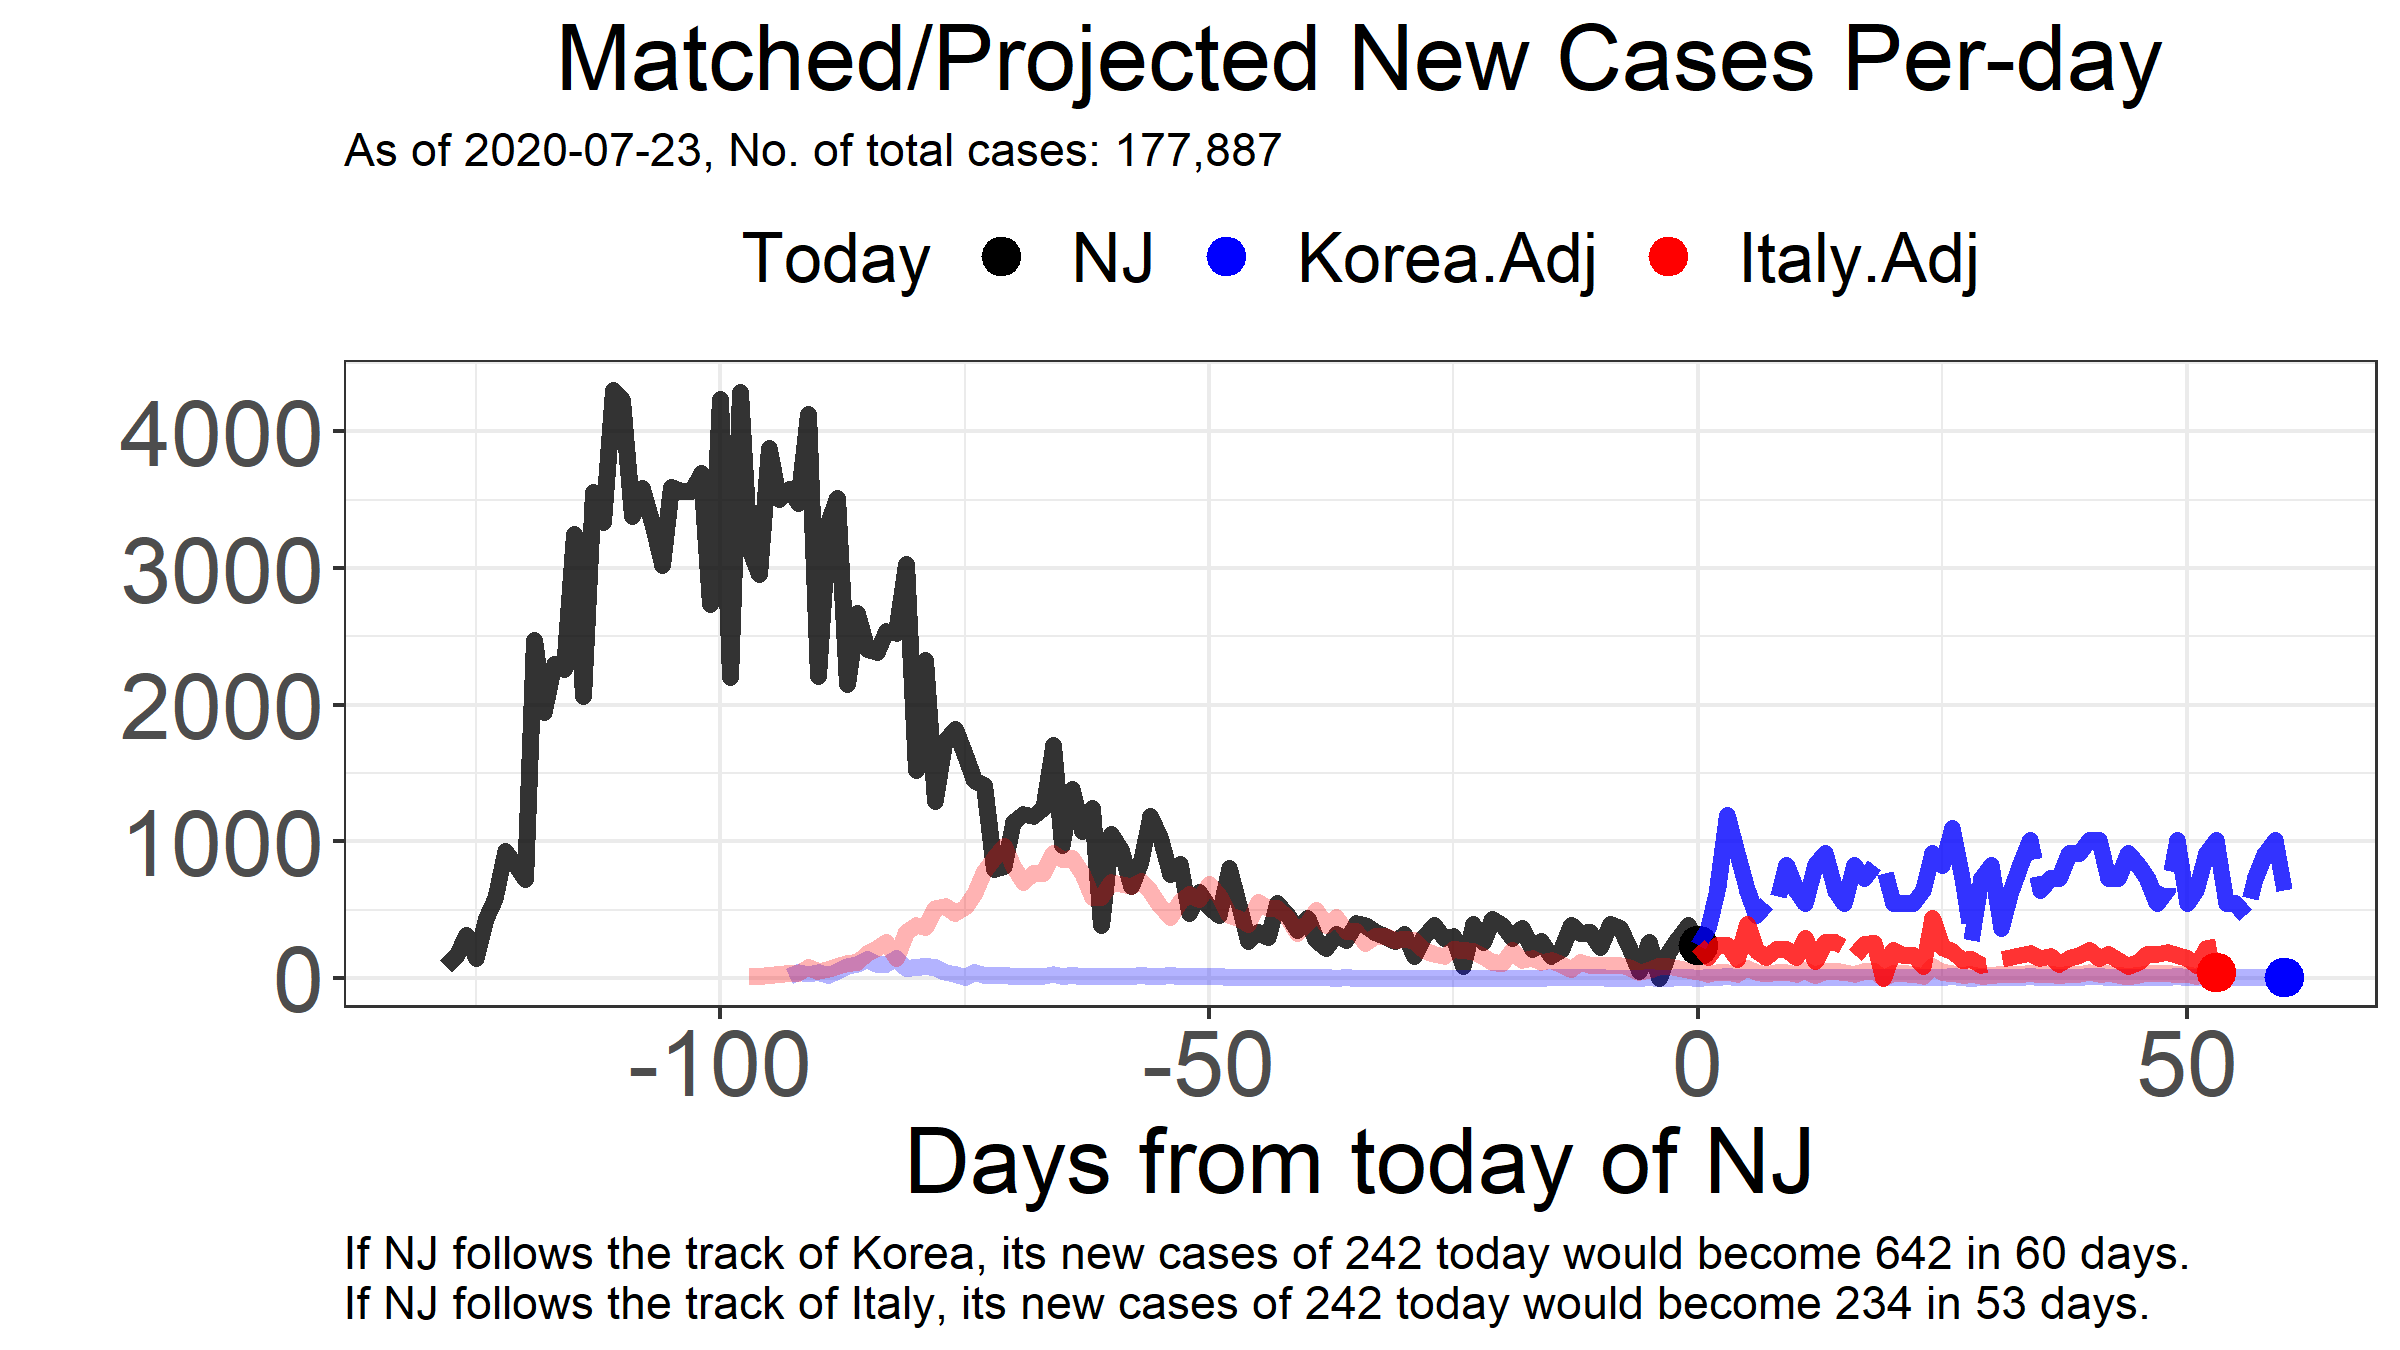 Matched/Projected New Cases Per-day
As of 2020-07-23, No. of total cases: 177,887
Today NJ Korea.Adj Italy.Adj
4000
3000
2000
1000
0
-100 -50 0 50
Days from today of NJ
If NJ follows the track of Korea, its new cases of 242 today would become 642 in 60 days.
If NJ follows the track of Italy, its new cases of 242 today would become 234 in 53 days.